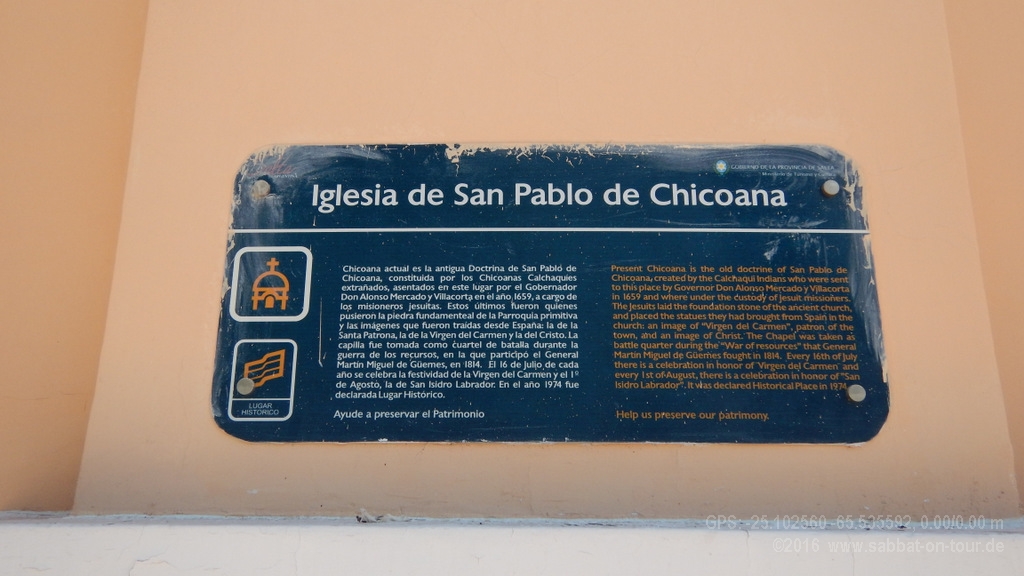 GOBIERNO DE LA PROVINCIA DE SALTA
Ministerio de Turismo y Cultura
Iglesia de San Pablo de Chicoana
Chicoana actual es la antigua Doctrina de San Pablo de
Chicoana, constituida por los Chicoanas Calchaquíes
extrañados, asentados en este lugar por el Gobernador
Don Alonso Mercado y Villacorta en el año 1659, a cargo de
los misioneros jesuitas. Estos últimos fueron quienes
pusieron la piedra fundamenteal de la Parroquia primitiva
y las imágenes que fueron traídas desde España: la de la
Santa Patrona, la de la Virgen del Carmen y la del Cristo. La
capilla fue tomada como cuartel de batalla durante la
guerra de los recursos, en la que participó el General
Martín Miguel de Güemes, en 1814. El 16 de julio de cada
año se celebra la festividad de la Virgen del Carmen y el 1º
de Agosto, la de San Isidro Labrador. En el año 1974 fue
declarada Lugar Histórico.
Ayude a preservar el Patrimonio
Present Chicoana is the old doctrine of San Pablo de
Chicoana, created by the Calchaquí Indians who were sent
to this place by Governor Don Alonso Mercado y Villacorta
in 1659 and where under the custody of jesuit missioners.
The Jesuits laid the foundation stone of the ancient church,
and placed the statues they had brought from Spain in the
church: an image of "Virgen del Carmen", patron of the
town, and an image of Christ. The Chapel was taken as
battle quarter during the "War of resources" that General
Martín Miguel de Güemes fought in 1814. Every 16th of July
there is a celebration in honor of "Virgen del Carmen" and
every 1st of August, there is a celebration in honor of "San
Isidro Labrador". It was declared Historical Place in 1974.
Help us preserve our patrimony.
LUGAR
HISTÓRICO
GPS: -25.102560 -65.535582, 0.00/0.00 m
©2016 www.sabbat-on-tour.de